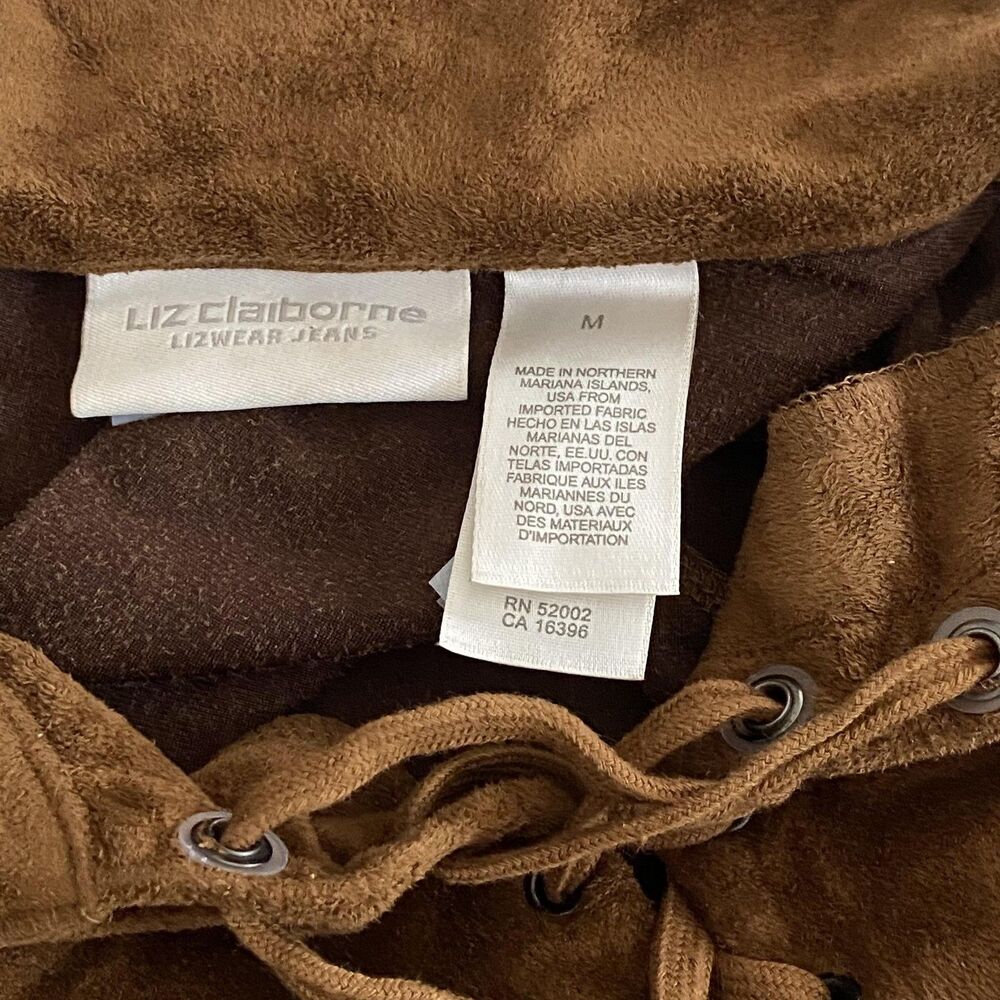 Liz claiborne
LIZWEAR JEANS
M
MADE IN NORTHERN
MARIANA ISLANDS,
USA FROM
IMPORTED FABRIC
HECHO EN LAS ISLAS
MARIANAS DEL
NORTE, EE.UU. CON
TELAS IMPORTADAS
FABRIQUE AUX ILES
MARIANNES DU
NORD, USA AVEC
DES MATERIAUX
D'IMPORTATION
RN 52002
CA 16396